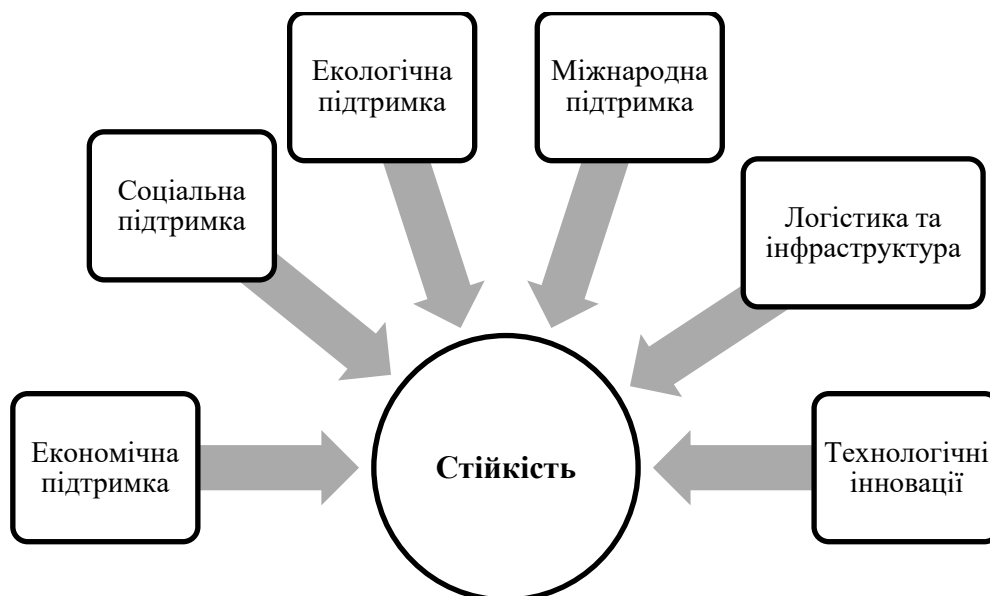 Екологічна
підтримка
Міжнародна
підтримка
Соціальна
підтримка
Логістика та
інфраструктура
Економічна
підтримка
Стійкість
Технологічні
інновації